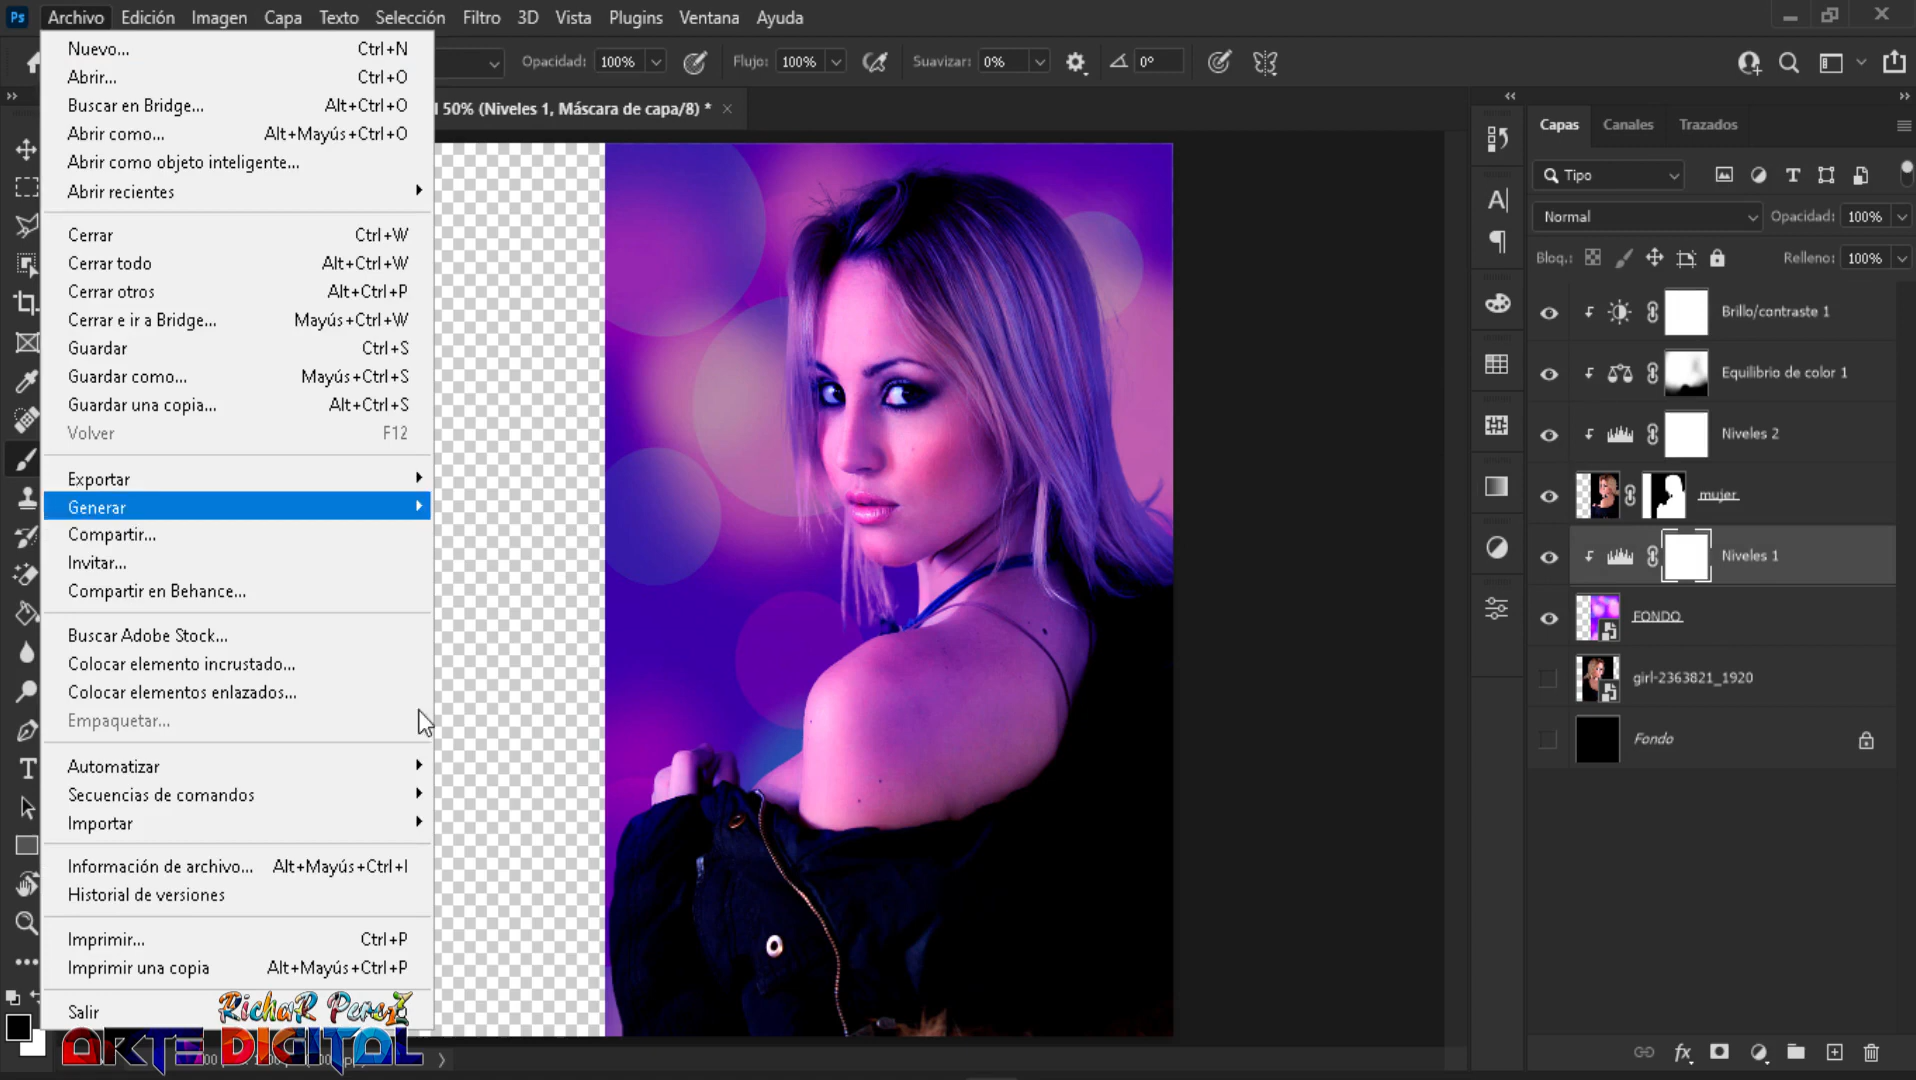 Ps Archivo Edición Imagen Capa Texto Selección Filtro 3D Vista Plugins Ventana Ayuda
Opacidad: 100% Flujo: 100% Suavizar: 0% 0°
50% (Niveles 1, Máscara de capa/8) *
Nuevo... Ctrl+N
Abrir... Ctrl+O
Buscar en Bridge... Alt+Ctrl+O
Abrir como... Alt+Mayús+Ctrl+O
Abrir como objeto inteligente...
Abrir recientes
Cerrar Ctrl+W
Cerrar todo Alt+Ctrl+W
Cerrar otros Alt+Ctrl+P
Cerrar e ir a Bridge... Mayús+Ctrl+W
Guardar Ctrl+S
Guardar como... Mayús+Ctrl+S
Guardar una copia... Alt+Ctrl+S
Volver F12
Exportar
Generar
Compartir...
Invitar...
Compartir en Behance...
Buscar Adobe Stock...
Colocar elemento incrustado...
Colocar elementos enlazados...
Empaquetar...
Automatizar
Secuencias de comandos
Importar
Información de archivo... Alt+Mayús+Ctrl+I
Historial de versiones
Imprimir... Ctrl+P
Imprimir una copia Alt+Mayús+Ctrl+P
Salir
RichaR PereZ
ARTE DIGITAL
Capas Canales Trazados
Tipo
Normal Opacidad: 100%
Bloq.: Relleno: 100%
Brillo/contraste 1
Equilibrio de color 1
Niveles 2
mujer
Niveles 1
FONDO
girl-2363821_1920
Fondo
fx